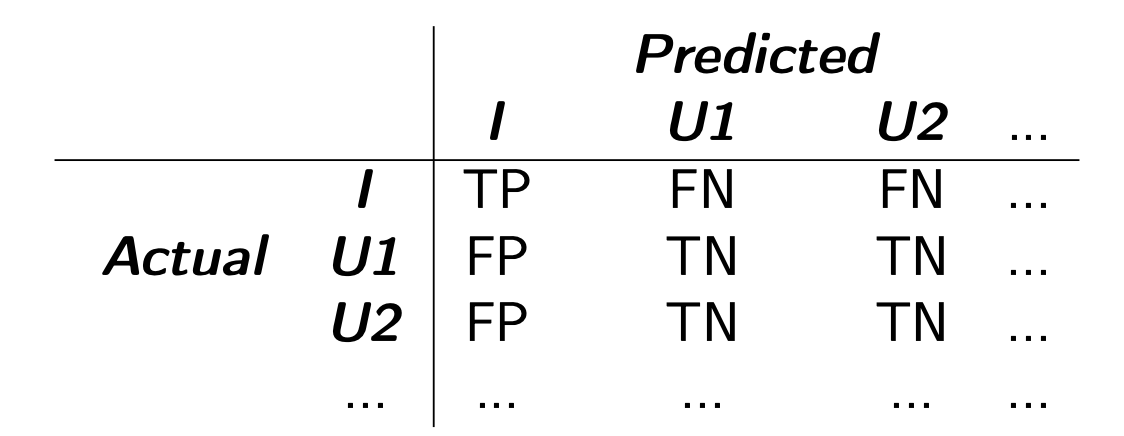 Predicted
I U1 U2 ...
I TP FN FN ...
Actual U1 FP TN TN ...
U2 FP TN TN ...
... ... ... ... ...